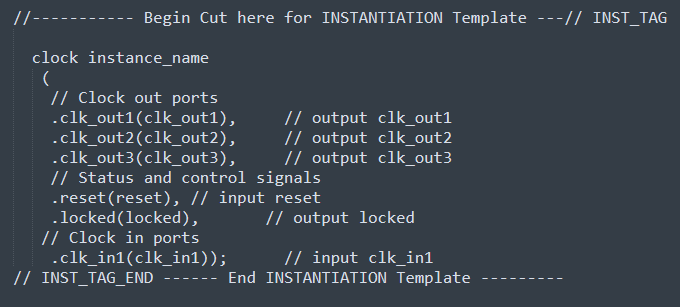 //----------- Begin Cut here for INSTANTIATION Template ---// INST_TAG
clock instance_name
(
// Clock out ports
.clk_out1(clk_out1),     // output clk_out1
.clk_out2(clk_out2),     // output clk_out2
.clk_out3(clk_out3),     // output clk_out3
// Status and control signals
.reset(reset), // input reset
.locked(locked),       // output locked
// Clock in ports
.clk_in1(clk_in1));      // input clk_in1
// INST_TAG_END ------ End INSTANTIATION Template ---------